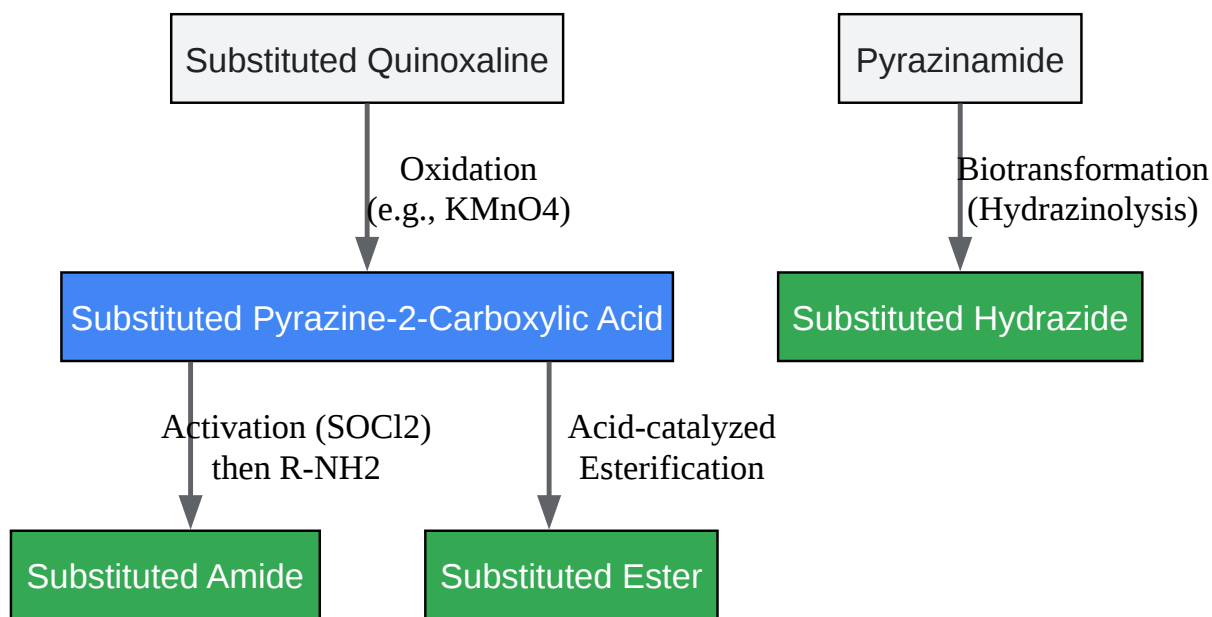 Substituted Quinoxaline
Pyrazinamide
Oxidation
(e.g., KMnO4)
Biotransformation
(Hydrazinolysis)
Substituted Pyrazine-2-Carboxylic Acid
Substituted Hydrazide
Activation (SOCl2)
then R-NH2
Acid-catalyzed
Esterification
Substituted Amide
Substituted Ester